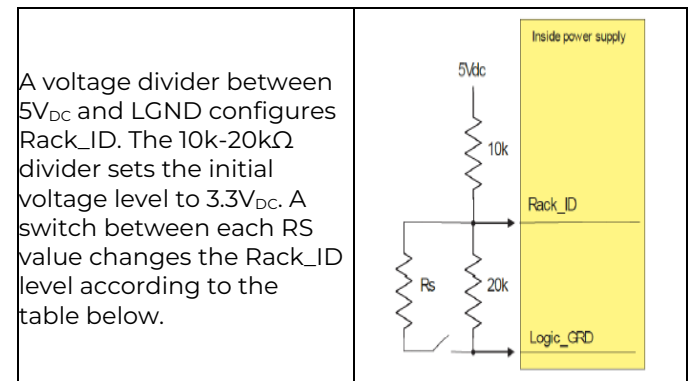 A voltage divider between
5VDC and LGND configures
Rack_ID. The 10k-20kΩ
divider sets the initial
voltage level to 3.3VDC. A
switch between each RS
value changes the Rack_ID
level according to the
table below.
Inside power supply
5Vdc
10k
Rack_ID
Rs
20k
Logic_GRD